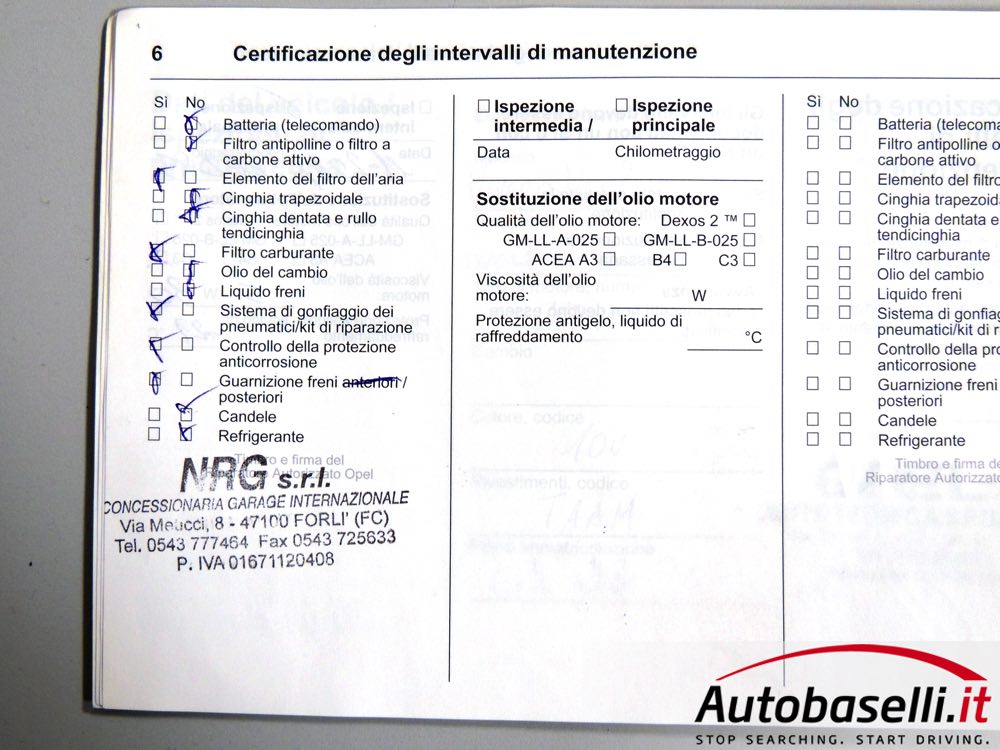 6 Certificazione degli intervalli di manutenzione
Sì No
Batteria (telecomando)
Filtro antipolline o filtro a
carbone attivo
Elemento del filtro dell'aria
Cinghia trapezoidale
Cinghia dentata e rullo
tendicinghia
Filtro carburante
Olio del cambio
Liquido freni
Sistema di gonfiaggio dei
pneumatici/kit di riparazione
Controllo della protezione
anticorrosione
Guarnizione freni anteriori /
posteriori
Candele
Refrigerante
Timbro e firma del
Riparatore Autorizzato Opel
NRG s.r.l.
CONCESSIONARIA GARAGE INTERNAZIONALE
Via Meucci, 8 - 47100 FORLI' (FC)
Tel. 0543 777464 Fax 0543 725633
P. IVA 01671120408
Ispezione intermedia /
Ispezione principale
Data Chilometraggio
Sostituzione dell'olio motore
Qualità dell'olio motore: Dexos 2 ™
GM-LL-A-025 GM-LL-B-025
ACEA A3 B4 C3
Viscosità dell'olio
motore: W
Protezione antigelo, liquido di
raffreddamento °C
Sì No
Batteria (telecoma
Filtro antipolline o
carbone attivo
Elemento del filtro
Cinghia trapezoida
Cinghia dentata e
tendicinghia
Filtro carburante
Olio del cambio
Liquido freni
Sistema di gonfiag
pneumatici/kit di ri
Controllo della pro
anticorrosione
Guarnizione freni
posteriori
Candele
Refrigerante
Timbro e firma de
Riparatore Autorizzato
Autobaselli.it
STOP SEARCHING. START DRIVING.